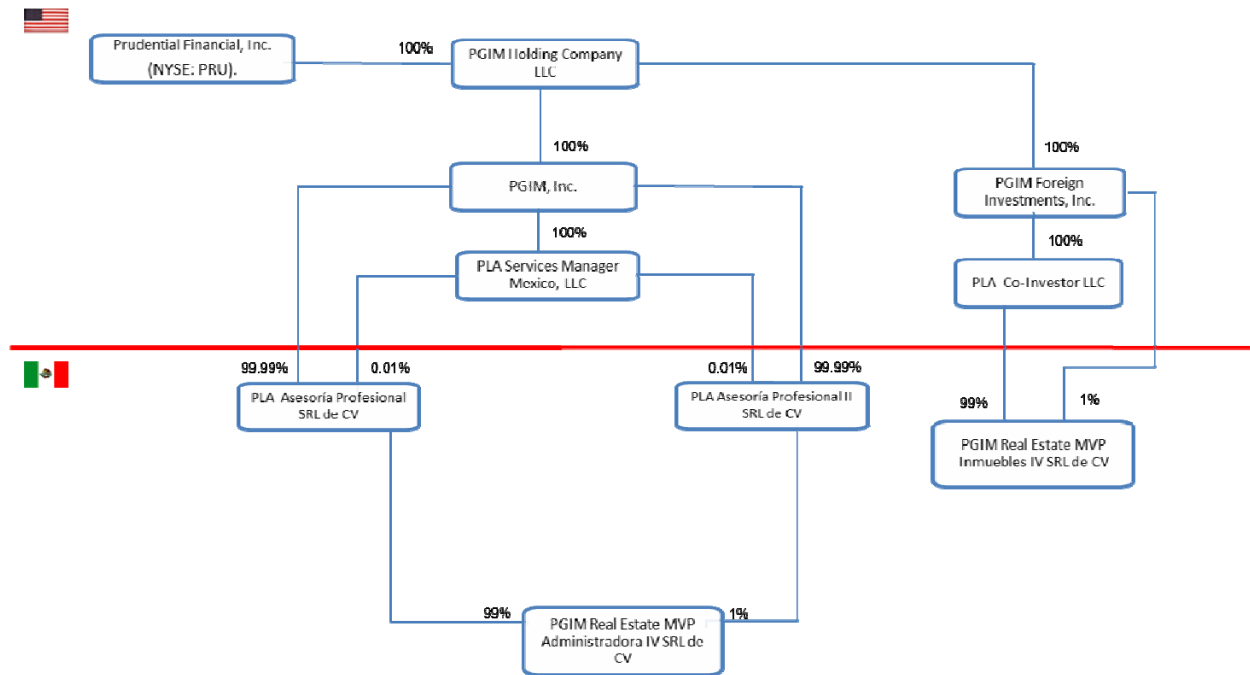 Prudential Financial, Inc.
(NYSE: PRU).
100%
PGIM Holding Company
LLC
100%
100%
PGIM, Inc.
PGIM Foreign
Investments, Inc.
100%
100%
PLA Services Manager
Mexico, LLC
PLA Co-Investor LLC
99.99%
0.01%
0.01%
99.99%
PLA Asesoría Profesional
SRL de CV
PLA Asesoría Profesional II
SRL de CV
99%
1%
PGIM Real Estate MVP
Inmuebles IV SRL de CV
99%
1%
PGIM Real Estate MVP
Administradora IV SRL de
CV